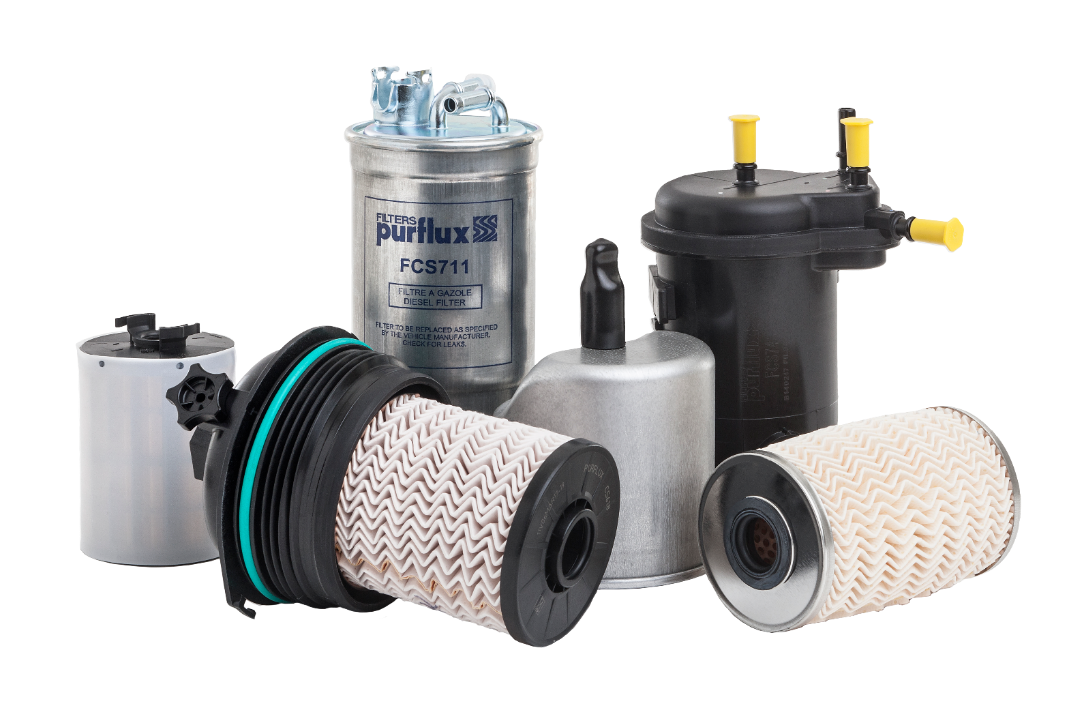 FILTERS
purflux
FCS711
FILTRE A GAZOLE
DIESEL FILTER
FILTER TO BE REPLACED AS SPECIFIED
BY THE VEHICLE MANUFACTURER,
CHECK FOR LEAKS.
PURFLUX